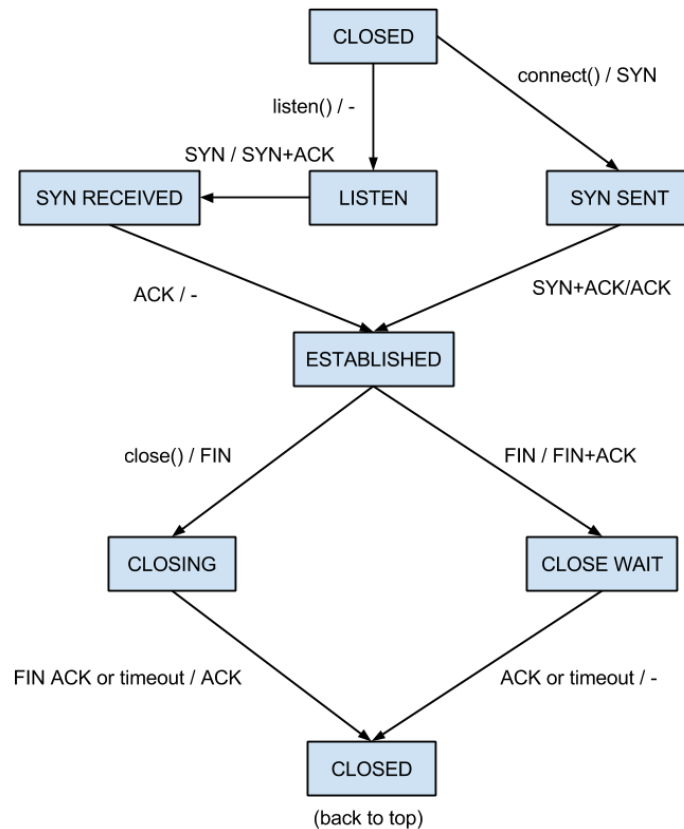 CLOSED
connect() / SYN
listen() / -
SYN / SYN+ACK
SYN RECEIVED
LISTEN
SYN SENT
ACK / -
SYN+ACK/ACK
ESTABLISHED
close() / FIN
FIN / FIN+ACK
CLOSING
CLOSE WAIT
FIN ACK or timeout / ACK
ACK or timeout / -
CLOSED
(back to top)